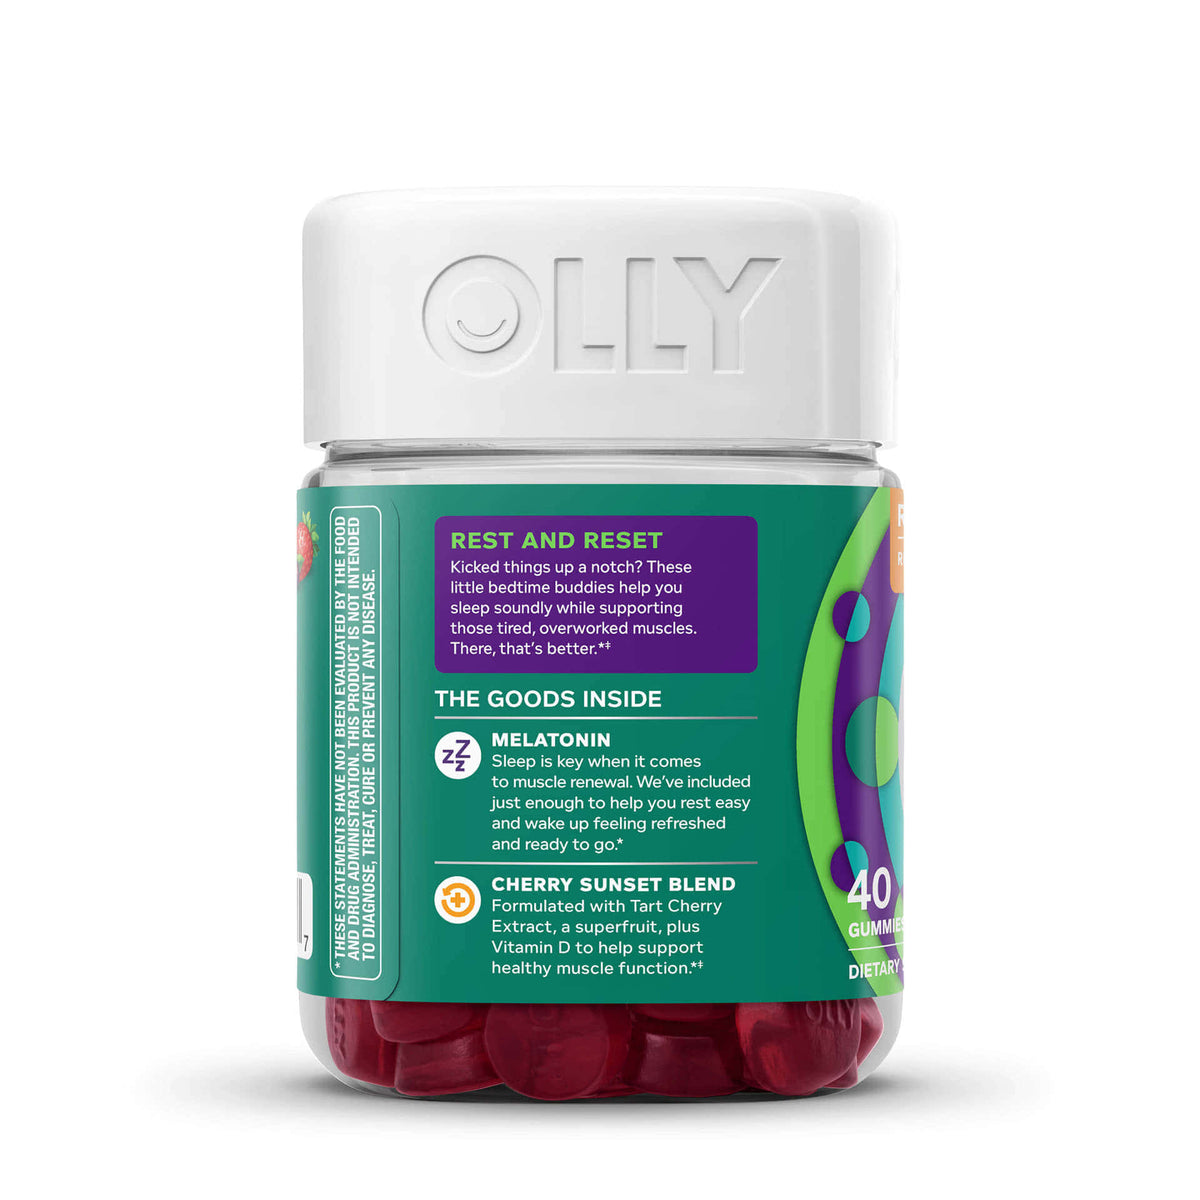 OLLY
REST AND RESET
Kicked things up a notch? These
little bedtime buddies help you
sleep soundly while supporting
those tired, overworked muscles.
There, that's better.*‡
THE GOODS INSIDE
zZz
MELATONIN
Sleep is key when it comes
to muscle renewal. We've included
just enough to help you rest easy
and wake up feeling refreshed
and ready to go.*
CHERRY SUNSET BLEND
Formulated with Tart Cherry
Extract, a superfruit, plus
Vitamin D to help support
healthy muscle function.*‡
* THESE STATEMENTS HAVE NOT BEEN EVALUATED BY THE FOOD
AND DRUG ADMINISTRATION. THIS PRODUCT IS NOT INTENDED
TO DIAGNOSE, TREAT, CURE OR PREVENT ANY DISEASE.
7
40
GUMMIES
DIETARY
OLLY